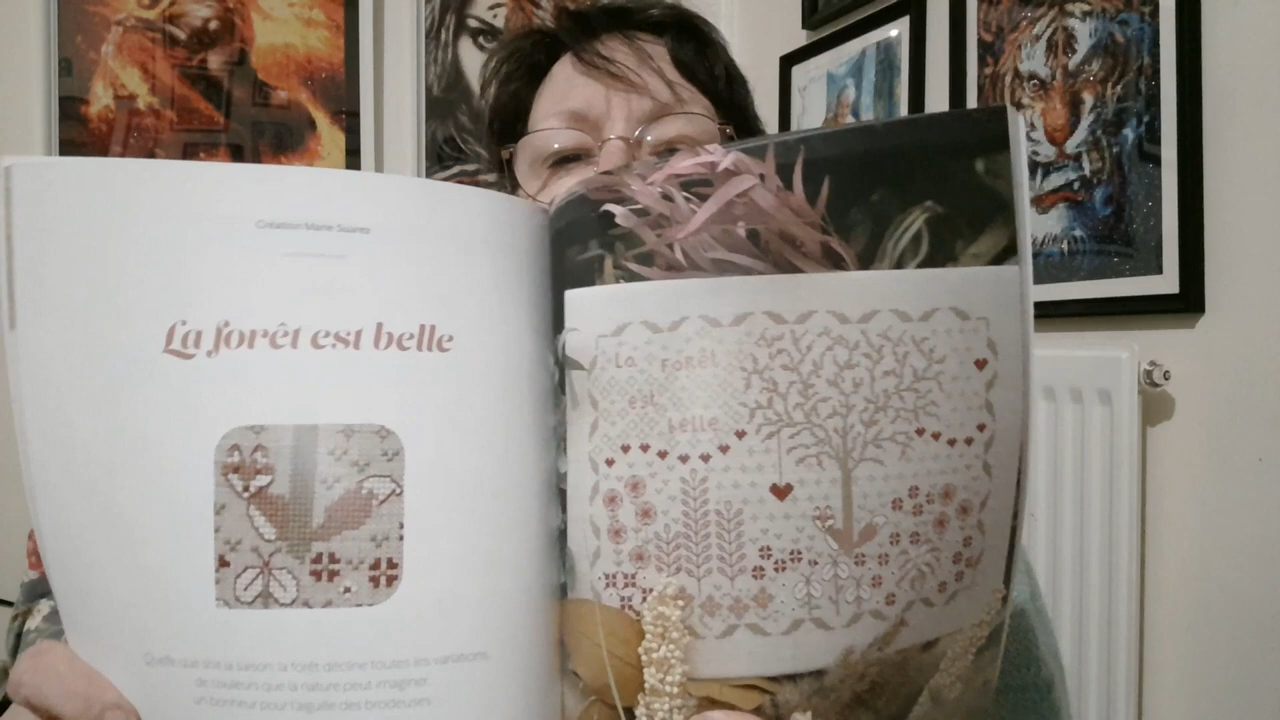 Création Marie Suarez
La forêt est belle
Quelle que soit la saison, la forêt décline toutes les variations
de couleurs que la nature peut imaginer,
un bonheur pour l'aiguille des brodeuses.
La Forêt
est
belle